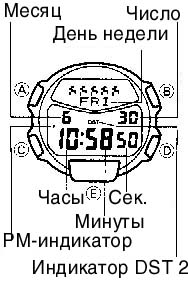 Месяц Число
День недели
A B
FRI
6 30
DST
10:58 50
C D
E
Часы Сек.
Минуты
PM-индикатор
Индикатор DST 2